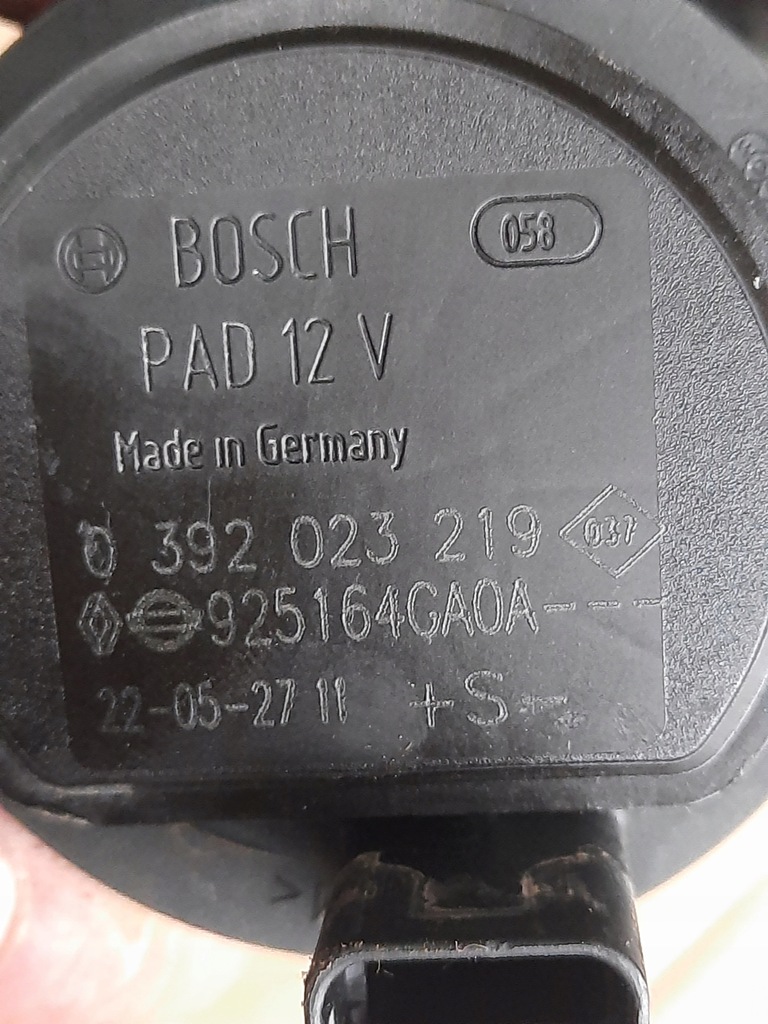 BOSCH 058
PAD 12 V
Made in Germany
0 392 023 219 037
925164GA0A----
22-05-27 11 +S-